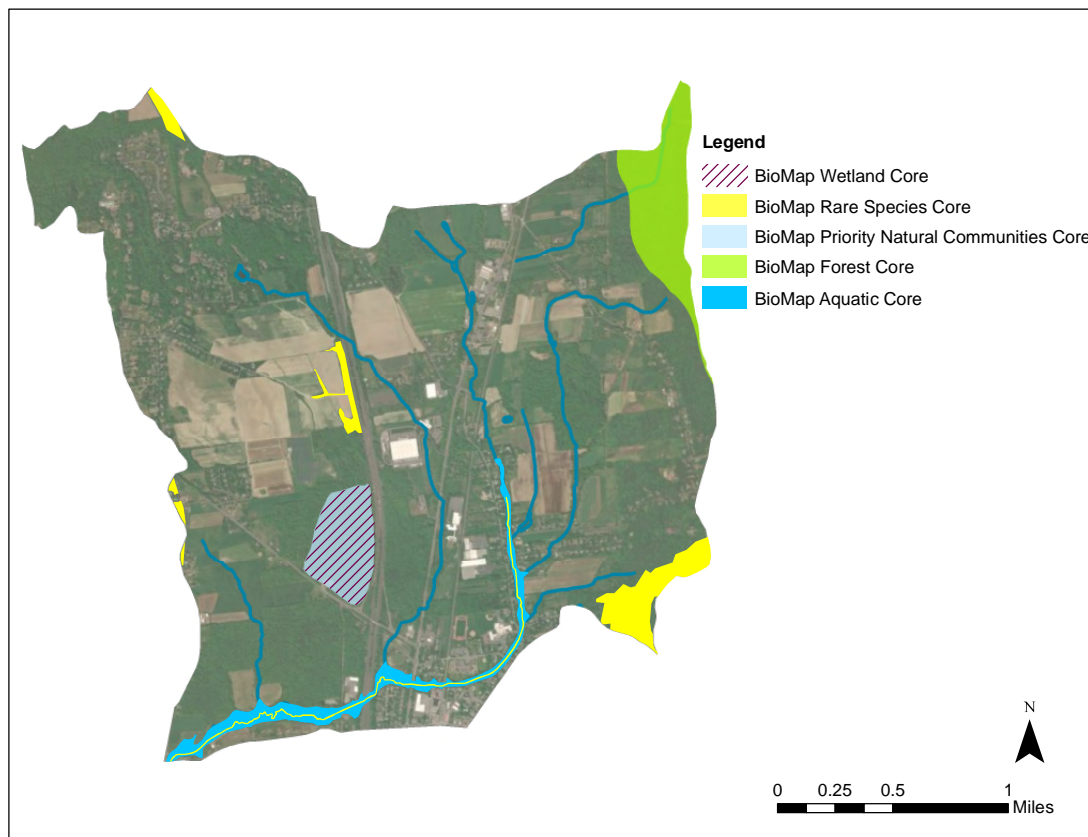 Legend
BioMap Wetland Core
BioMap Rare Species Core
BioMap Priority Natural Communities Core
BioMap Forest Core
BioMap Aquatic Core
N
0 0.25 0.5 1
Miles